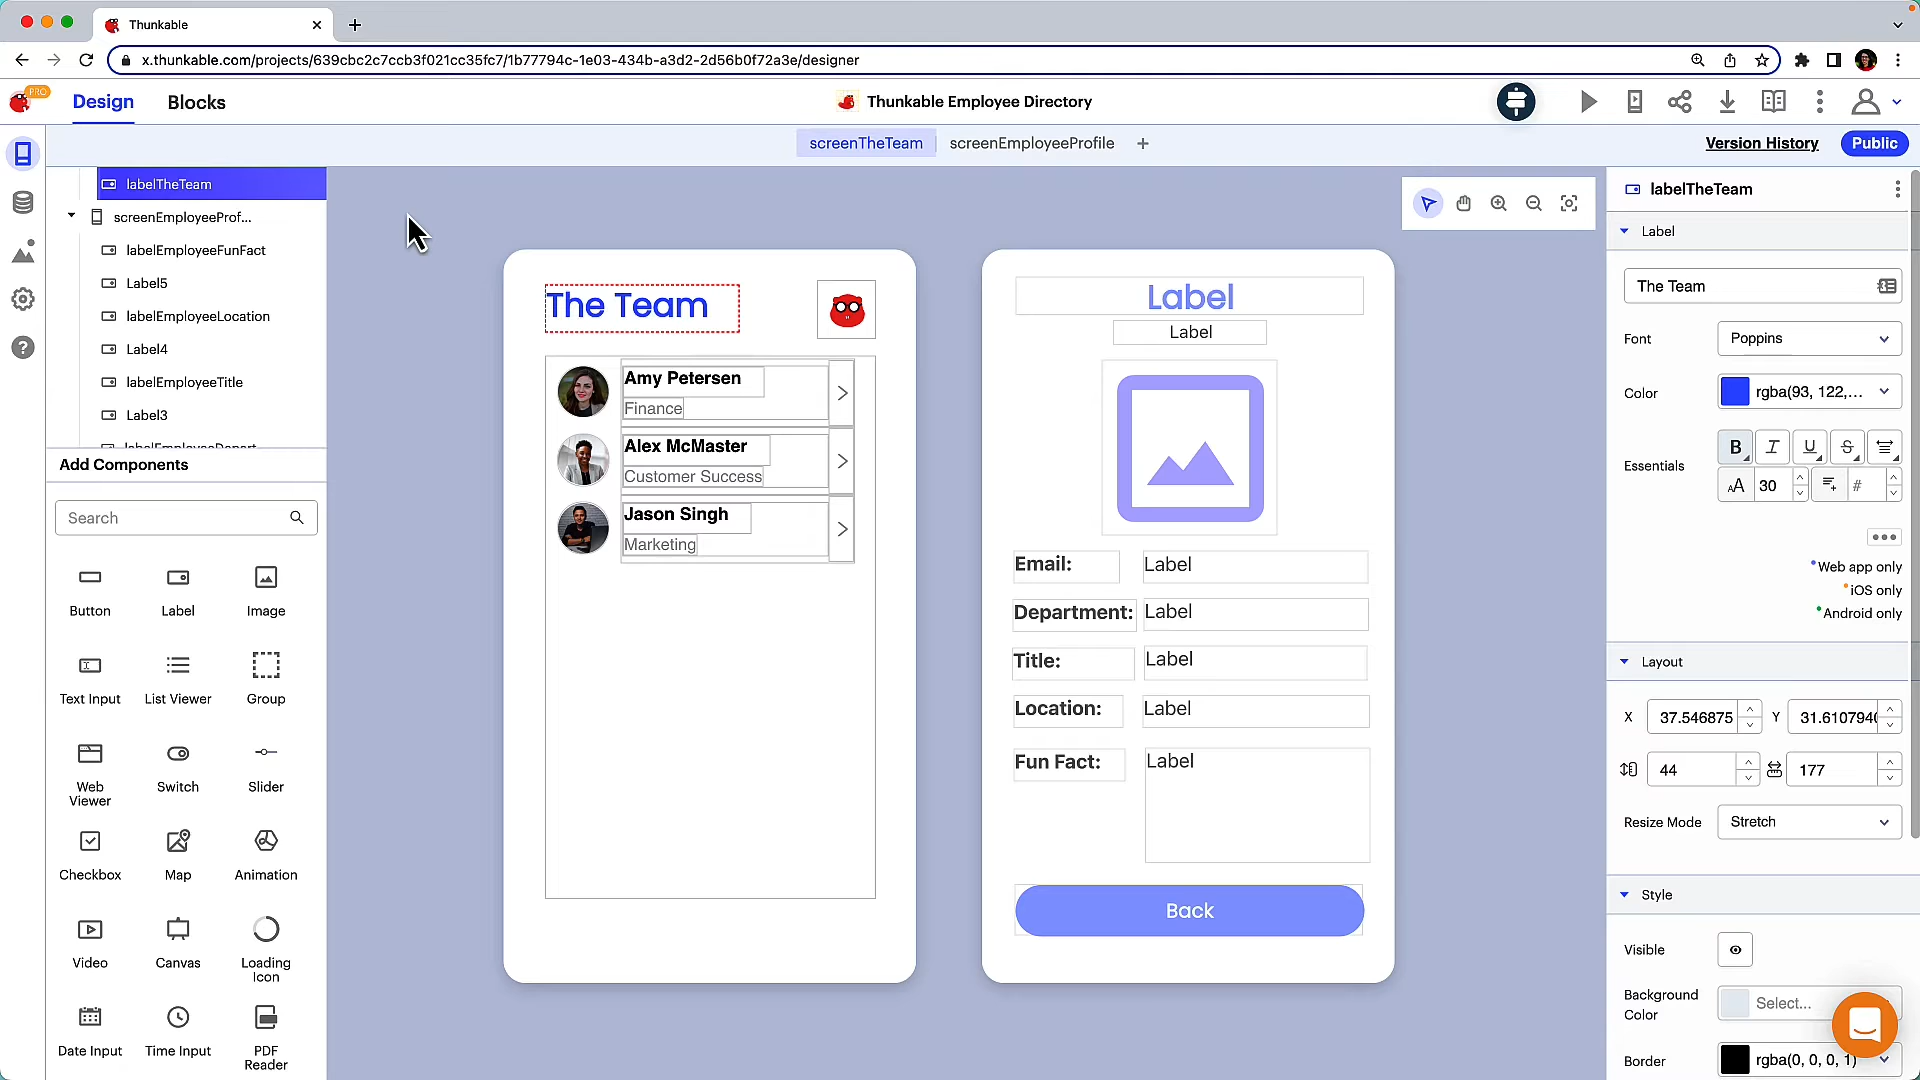 Thunkable
x.thunkable.com/projects/639cbc2c7ccb3f021cc35fc7/1b77794c-1e03-434b-a3d2-2d56b0f72a3e/designer
PRO
Design
Blocks
Thunkable Employee Directory
screenTheTeam
screenEmployeeProfile
Version History
Public
labelTheTeam
screenEmployeeProf...
labelEmployeeFunFact
Label5
labelEmployeeLocation
Label4
labelEmployeeTitle
Label3
labelEmployeeDepart
Add Components
Search
Button
Label
Image
Text Input
List Viewer
Group
Web
Viewer
Switch
Slider
Checkbox
Map
Animation
Video
Canvas
Loading
Icon
Date Input
Time Input
PDF
Reader
The Team
Amy Petersen
Finance
Alex McMaster
Customer Success
Jason Singh
Marketing
Label
Label
Email:
Label
Department:
Label
Title:
Label
Location:
Label
Fun Fact:
Label
Back
labelTheTeam
Label
The Team
Font
Poppins
Color
rgba(93, 122,...
Essentials
B I U S
AA 30 #
Web app only
iOS only
Android only
Layout
X 37.546875 Y 31.6107940
44 177
Resize Mode
Stretch
Style
Visible
Background
Color
Select...
Border
rgba(0, 0, 0, 1)